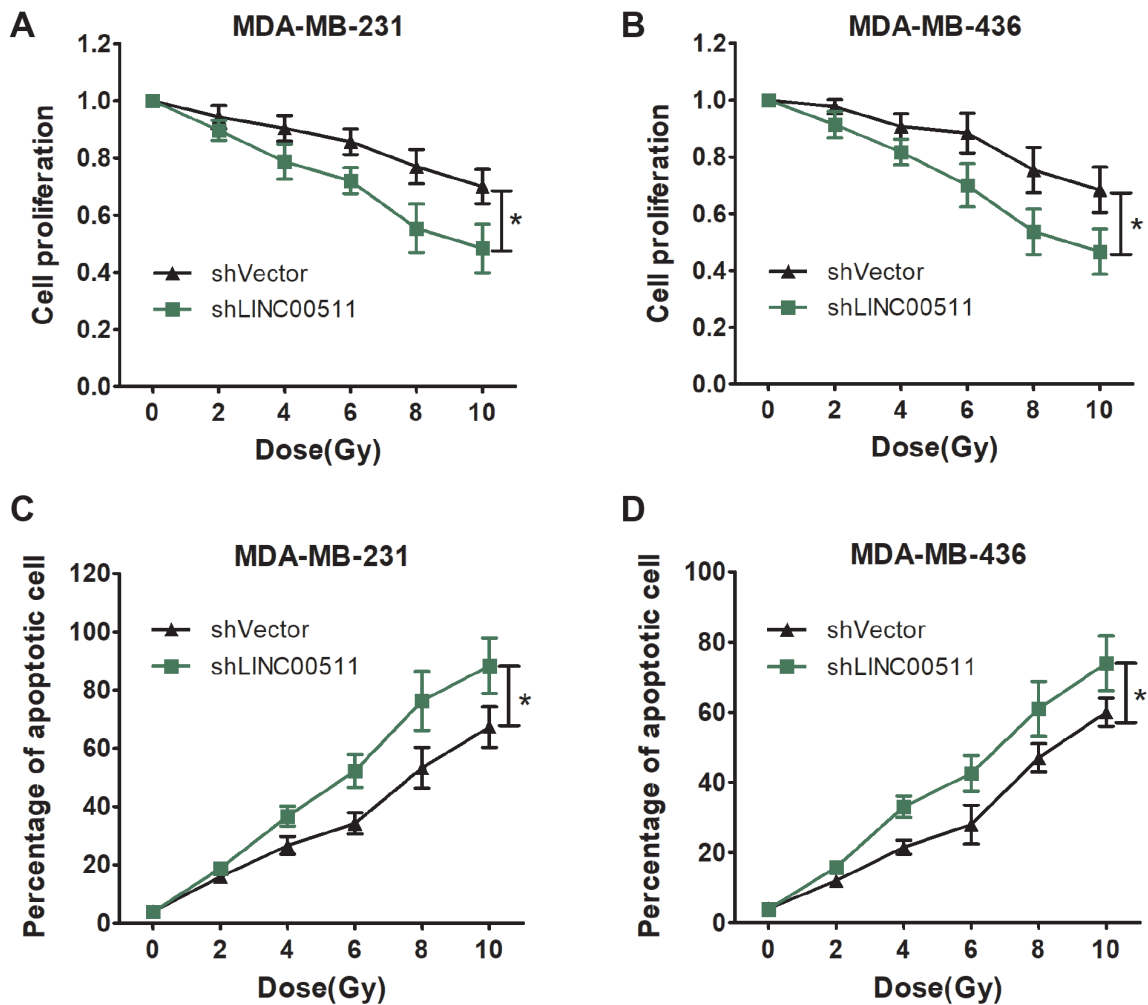 A
MDA-MB-231
Cell proliferation
1.2
1.0
0.8
0.6
0.4
0.2
0.0
shVector
shLINC00511
*
0 2 4 6 8 10
Dose(Gy)
B
MDA-MB-436
Cell proliferation
1.2
1.0
0.8
0.6
0.4
0.2
0.0
shVector
shLINC00511
*
0 2 4 6 8 10
Dose(Gy)
C
MDA-MB-231
Percentage of apoptotic cell
120
100
80
60
40
20
0
shVector
shLINC00511
*
0 2 4 6 8 10
Dose(Gy)
D
MDA-MB-436
Percentage of apoptotic cell
100
80
60
40
20
0
shVector
shLINC00511
*
0 2 4 6 8 10
Dose(Gy)